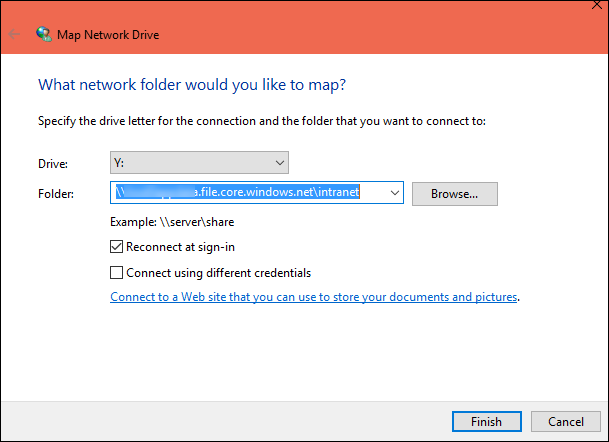 Map Network Drive
What network folder would you like to map?
Specify the drive letter for the connection and the folder that you want to connect to:
Drive: Y:
Folder: \\a.file.core.windows.net\intranet Browse...
Example: \\server\share
Reconnect at sign-in
Connect using different credentials
Connect to a Web site that you can use to store your documents and pictures.
Finish Cancel